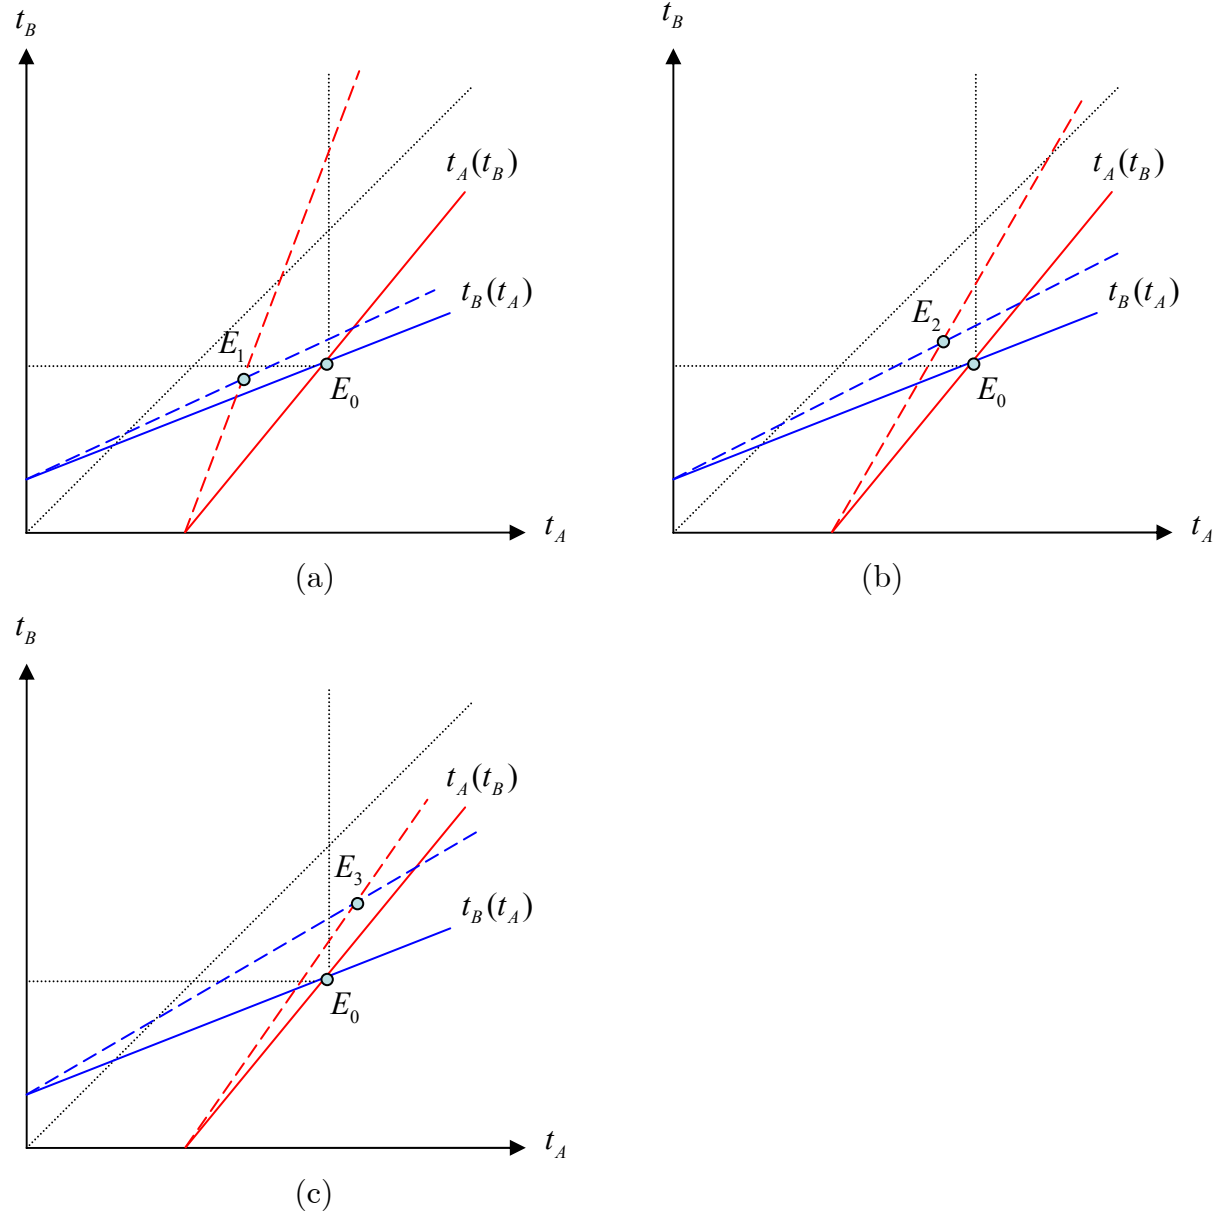 t_B t_B
t_A(t_B) t_A(t_B)
t_B(t_A) t_B(t_A)
E_1 E_2
E_0 E_0
t_A t_A
(a) (b)
t_B
t_A(t_B)
E_3
t_B(t_A)
E_0
t_A
(c)